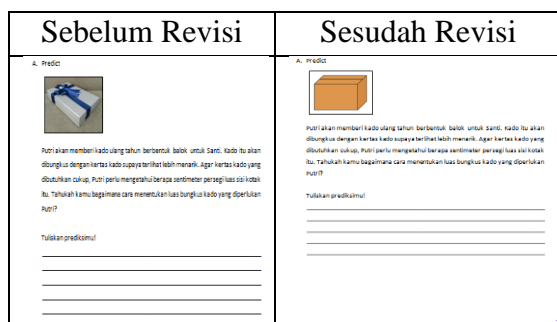 Sebelum Revisi
Sesudah Revisi
A. Predict
Putri akan memberi kado ulang tahun berbentuk balok untuk Santi. Kado itu akan
dibungkus dengan kertas kado supaya terlihat lebih menarik. Agar kertas kado yang
dibutuhkan cukup, Putri perlu mengetahui berapa sentimeter persegi luas sisi kotak
itu. Tahukah kamu bagaimana cara menentukan luas bungkus kado yang diperlukan
Putri?
Tuliskan prediksimu!
A. Predict
Putri akan memberi kado ulang tahun berbentuk balok untuk Santi. Kado itu akan
dibungkus dengan kertas kado supaya terlihat lebih menarik. Agar kertas kado yang
dibutuhkan cukup, Putri perlu mengetahui berapa sentimeter persegi luas sisi kotak
itu. Tahukah kamu bagaimana cara menentukan luas bungkus kado yang diperlukan
Putri?
Tuliskan prediksimu!